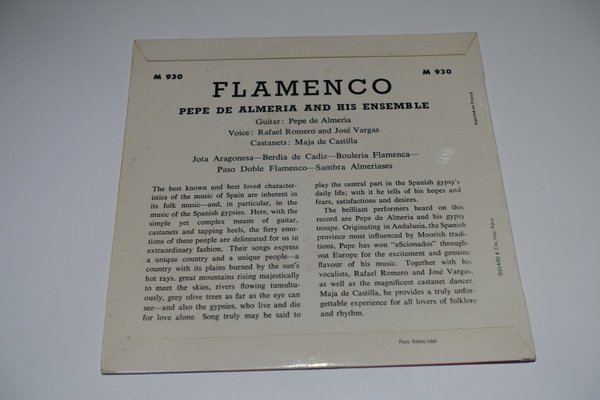 M 930 M 930
FLAMENCO
PEPE DE ALMERIA AND HIS ENSEMBLE
Guitar: Pepe de Almeria
Voice: Rafael Romero and José Vargas
Castanets: Maja de Castilla
Jota Aragonesa—Berdia de Cadiz—Bouleria Flamenca—
Paso Doble Flamenco—Sambra Almeriases
The best known and best loved character-
istics of the music of Spain are inherent in
its folk music—and, in particular, in the
music of the Spanish gypsies. Here, with the
simple yet complex means of guitar,
castanets and tapping heels, the fiery emo-
tions of these people are delineated for us in
extraordinary fashion. Their songs express
a unique country and a unique people—a
country with its plains burned by the sun's
hot rays, great mountains rising majestically
to meet the skies, rivers flowing tumultu-
ously, grey olive trees as far as the eye can
see—and also the gypsies, who live and die
for love alone. Song truly may be said to
play the central part in the Spanish gypsy's
daily life; with it he tells of his hopes and
fears, satisfactions and desires.
The brilliant performers heard on this
record are Pepe de Almeria and his gypsy
troupe. Originating in Andalusia, the Spanish
province most influenced by Moorish tradi-
tions, Pepe has won "aficionados" through-
out Europe for the excitement and genuine
flavour of his music. Together with his
vocalists, Rafael Romero and José Vargas,
as well as the magnificent castanet dancer,
Maja de Castilla, he provides a truly unfor-
gettable experience for all lovers of folklore
and rhythm.
Imprimé en France
DILLARD & Cie, Imp. Paris
Photo: